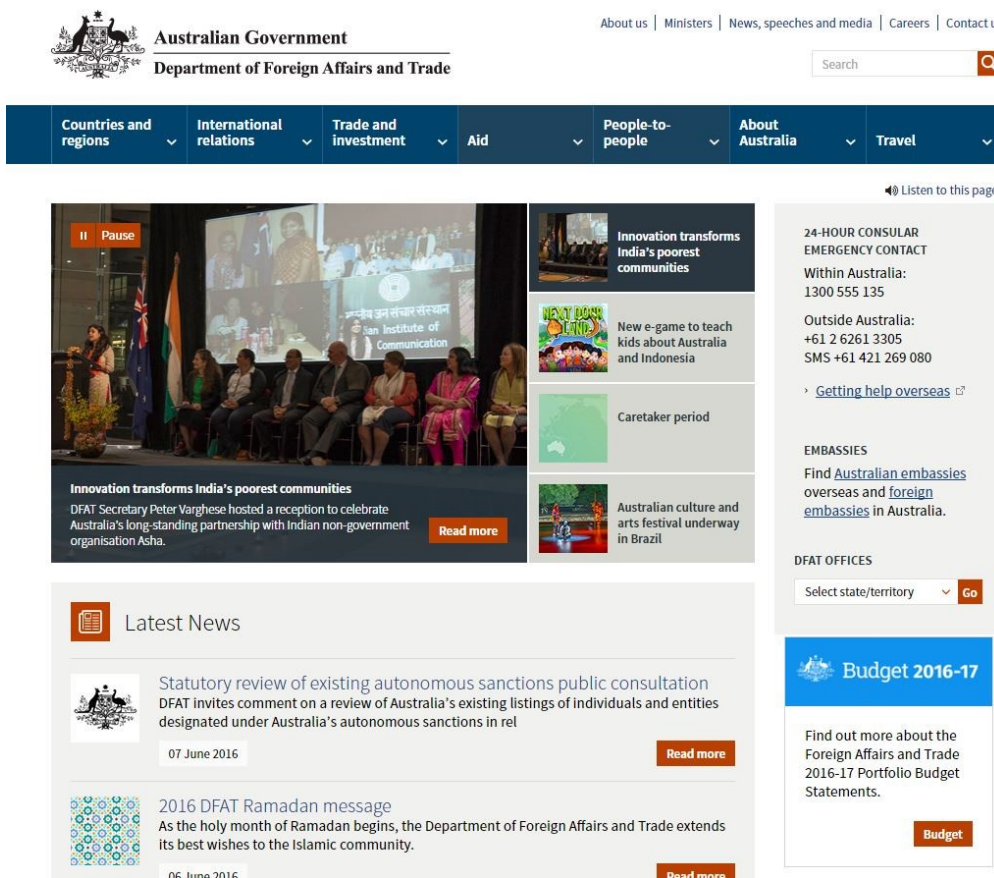 Australian Government
Department of Foreign Affairs and Trade
About us | Ministers | News, speeches and media | Careers | Contact u
Search
Countries and
regions
International
relations
Trade and
investment
Aid
People-to-
people
About
Australia
Travel
Listen to this page
Pause
जन संचार संस्थान
ian Institute of
Communication
Innovation transforms India's poorest communities
DFAT Secretary Peter Varghese hosted a reception to celebrate
Australia's long-standing partnership with Indian non-government
organisation Asha.
Read more
Innovation transforms
India's poorest
communities
NEXT DOOR
LAND
New e-game to teach
kids about Australia
and Indonesia
Caretaker period
Australian culture and
arts festival underway
in Brazil
24-HOUR CONSULAR
EMERGENCY CONTACT
Within Australia:
1300 555 135
Outside Australia:
+61 2 6261 3305
SMS +61 421 269 080
Getting help overseas
EMBASSIES
Find Australian embassies
overseas and foreign
embassies in Australia.
DFAT OFFICES
Select state/territory
Go
Budget 2016-17
Find out more about the
Foreign Affairs and Trade
2016-17 Portfolio Budget
Statements.
Budget
Latest News
Statutory review of existing autonomous sanctions public consultation
DFAT invites comment on a review of Australia's existing listings of individuals and entities
designated under Australia's autonomous sanctions in rel
07 June 2016
Read more
2016 DFAT Ramadan message
As the holy month of Ramadan begins, the Department of Foreign Affairs and Trade extends
its best wishes to the Islamic community.
06 June 2016
Read more